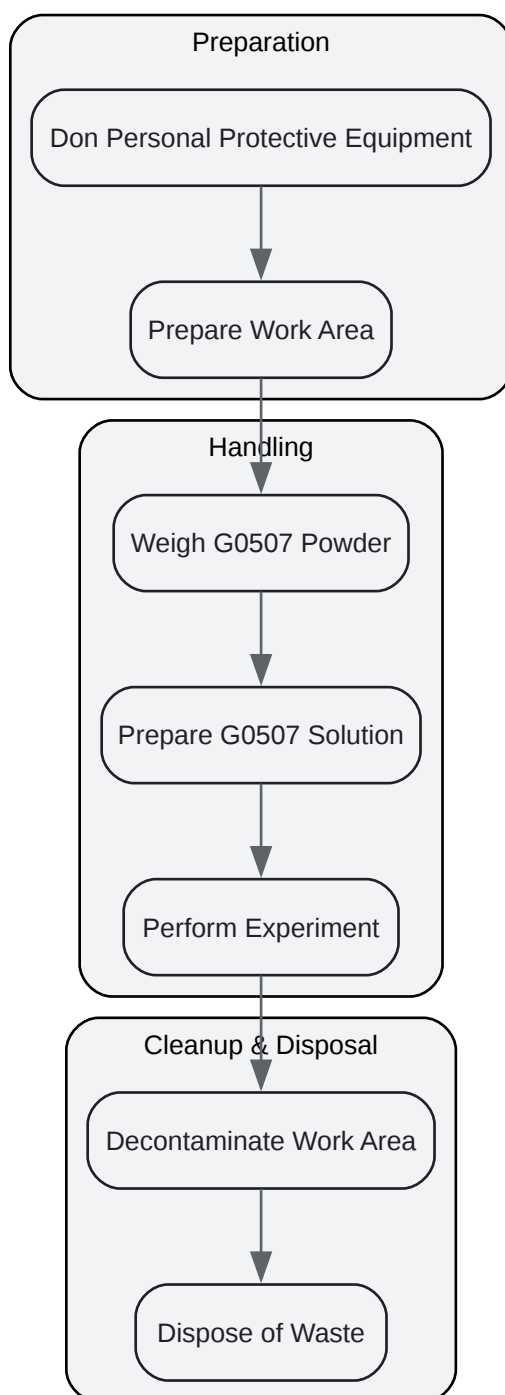 Preparation
Don Personal Protective Equipment
Prepare Work Area
Handling
Weigh G0507 Powder
Prepare G0507 Solution
Perform Experiment
Cleanup & Disposal
Decontaminate Work Area
Dispose of Waste